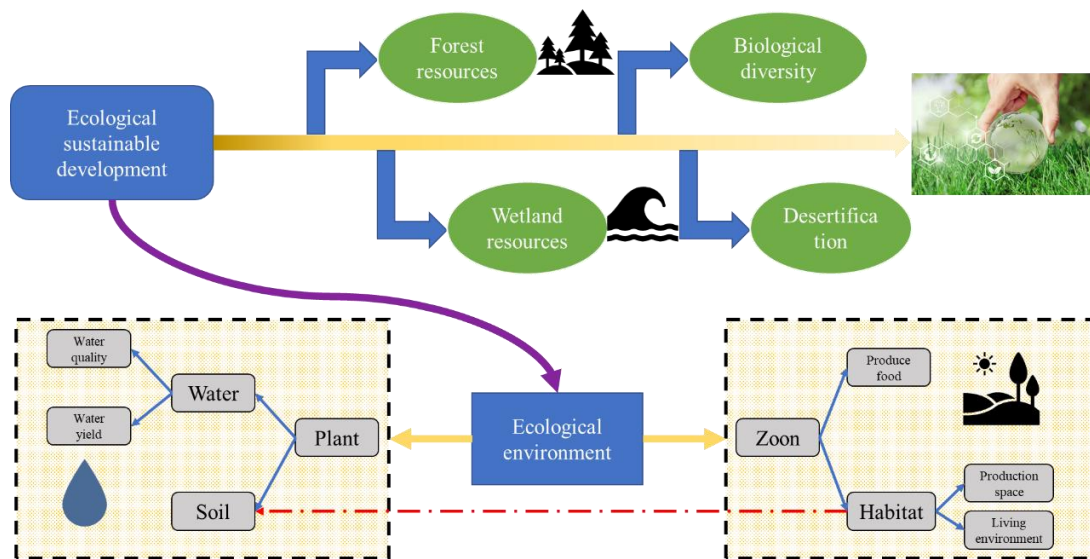 Forest
resources
Biological
diversity
Ecological
sustainable
development
Wetland
resources
Desertifica
tion
Water
quality
Water
yield
Water
Plant
Soil
Ecological
environment
Zoon
Produce
food
Habitat
Production
space
Living
environment